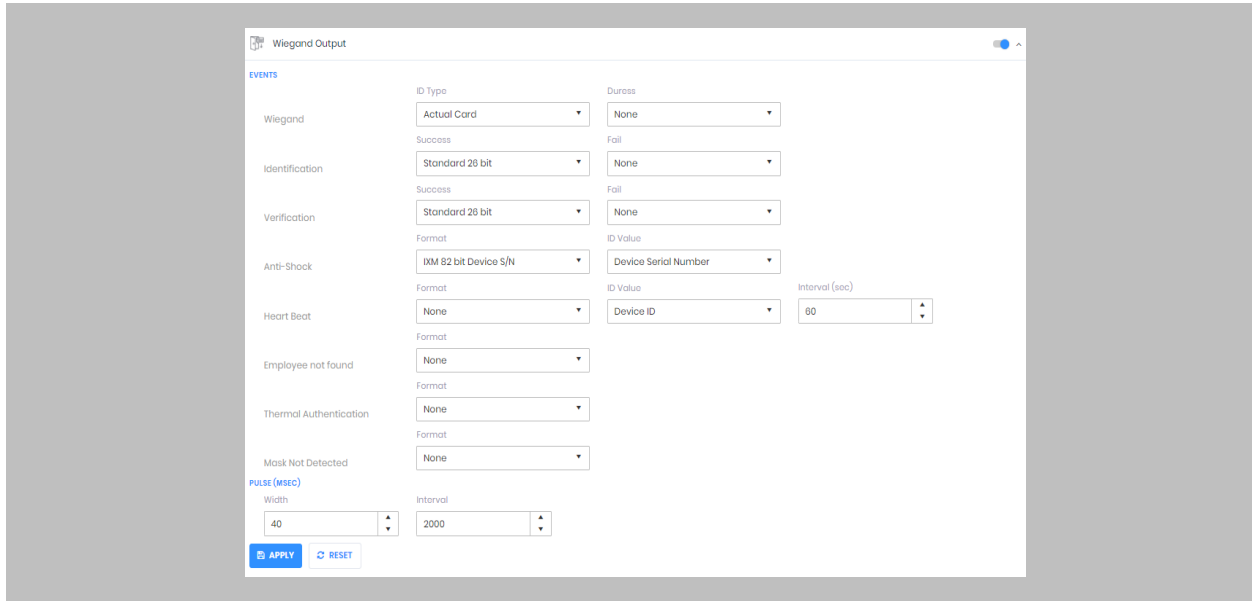 Wiegand Output
EVENTS
ID Type Duress
Wiegand Actual Card None
Success Fail
Identification Standard 26 bit None
Success Fail
Verification Standard 26 bit None
Format ID Value
Anti-Shock IXM 82 bit Device S/N Device Serial Number
Format ID Value Interval (sec)
Heart Beat None Device ID 60
Format
Employee not found None
Format
Thermal Authentication None
Format
Mask Not Detected None
PULSE (MSEC)
Width Interval
40 2000
APPLY RESET